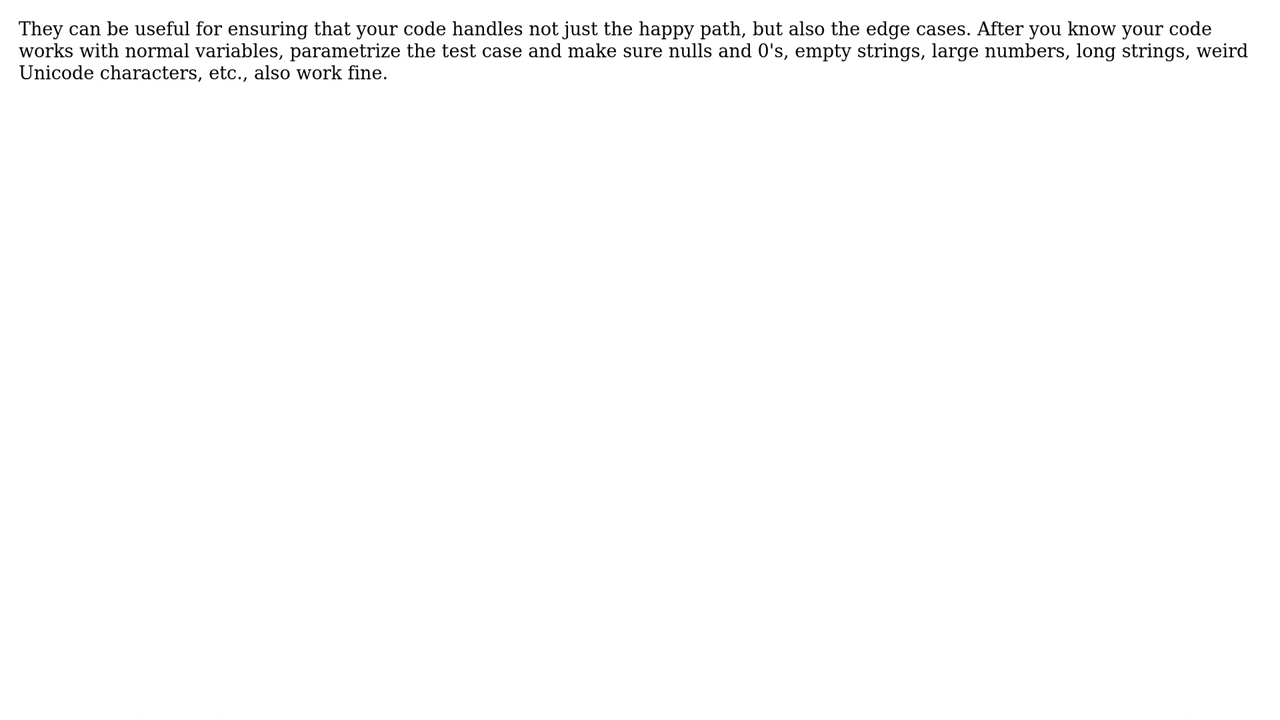 They can be useful for ensuring that your code handles not just the happy path, but also the edge cases. After you know your code
works with normal variables, parametrize the test case and make sure nulls and 0's, empty strings, large numbers, long strings, weird
Unicode characters, etc., also work fine.